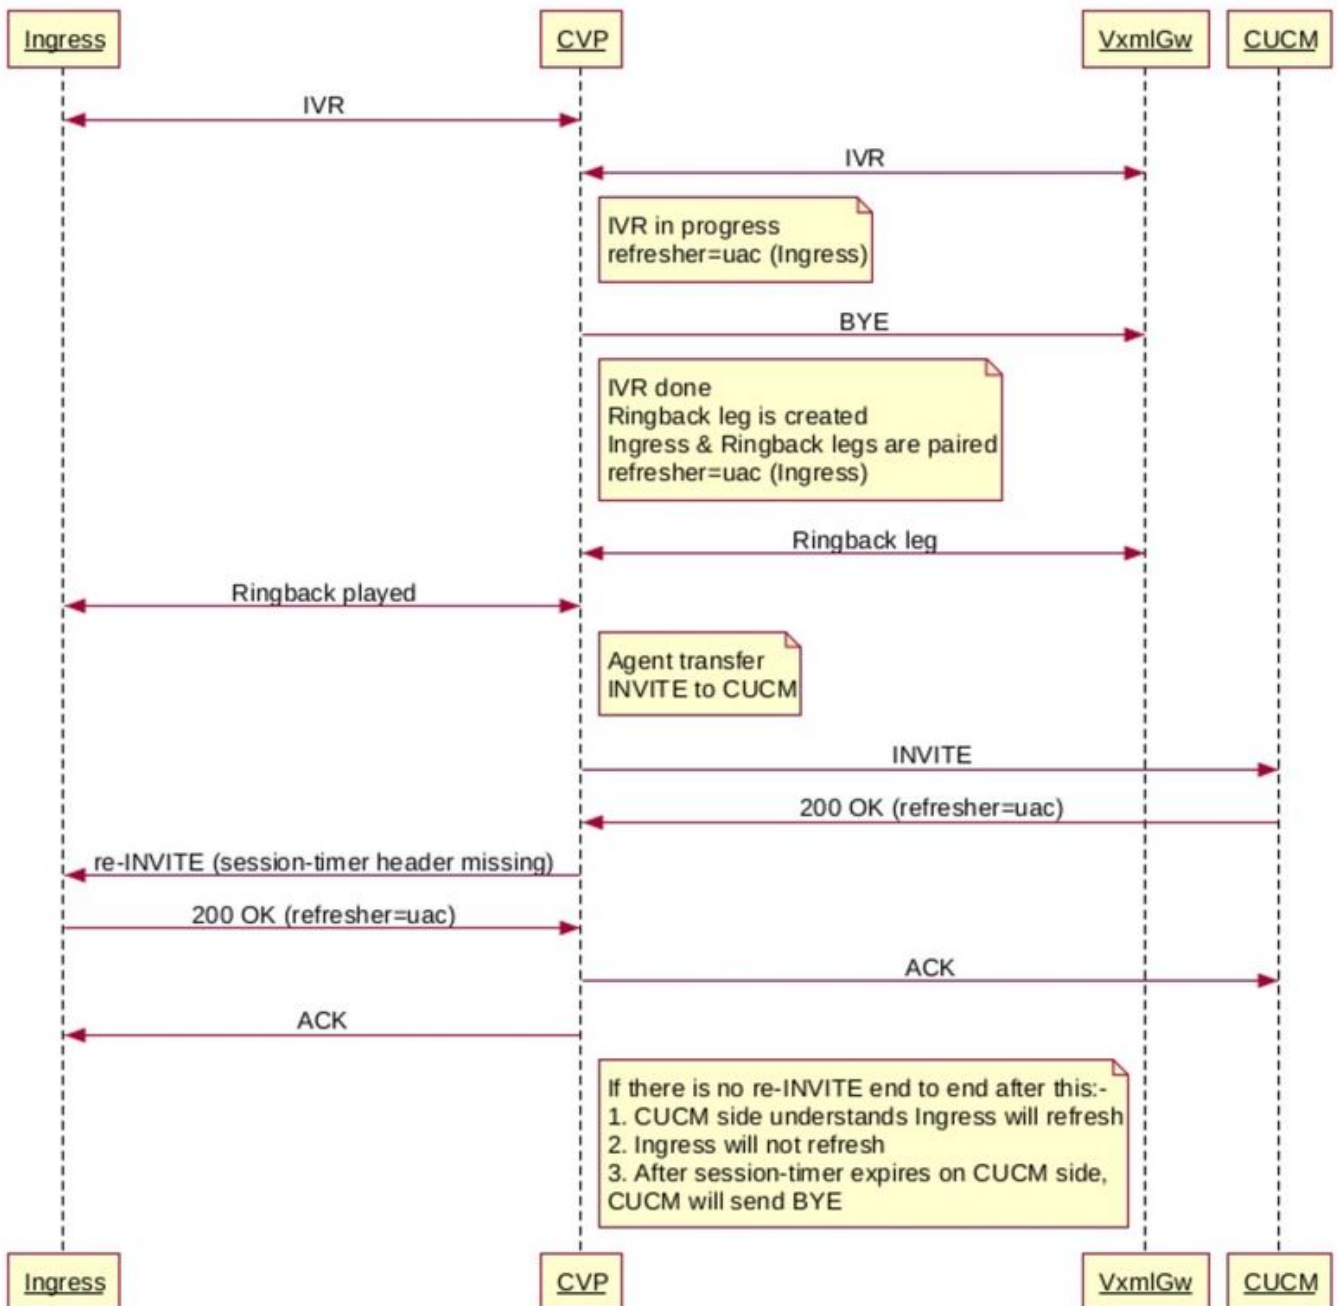 Ingress
CVP
VxmlGw
CUCM
IVR
IVR
IVR in progress
refresher=uac (Ingress)
BYE
IVR done
Ringback leg is created
Ingress & Ringback legs are paired
refresher=uac (Ingress)
Ringback leg
Ringback played
Agent transfer
INVITE to CUCM
INVITE
200 OK (refresher=uac)
re-INVITE (session-timer header missing)
200 OK (refresher=uac)
ACK
ACK
If there is no re-INVITE end to end after this:-
1. CUCM side understands Ingress will refresh
2. Ingress will not refresh
3. After session-timer expires on CUCM side,
CUCM will send BYE
Ingress
CVP
VxmlGw
CUCM